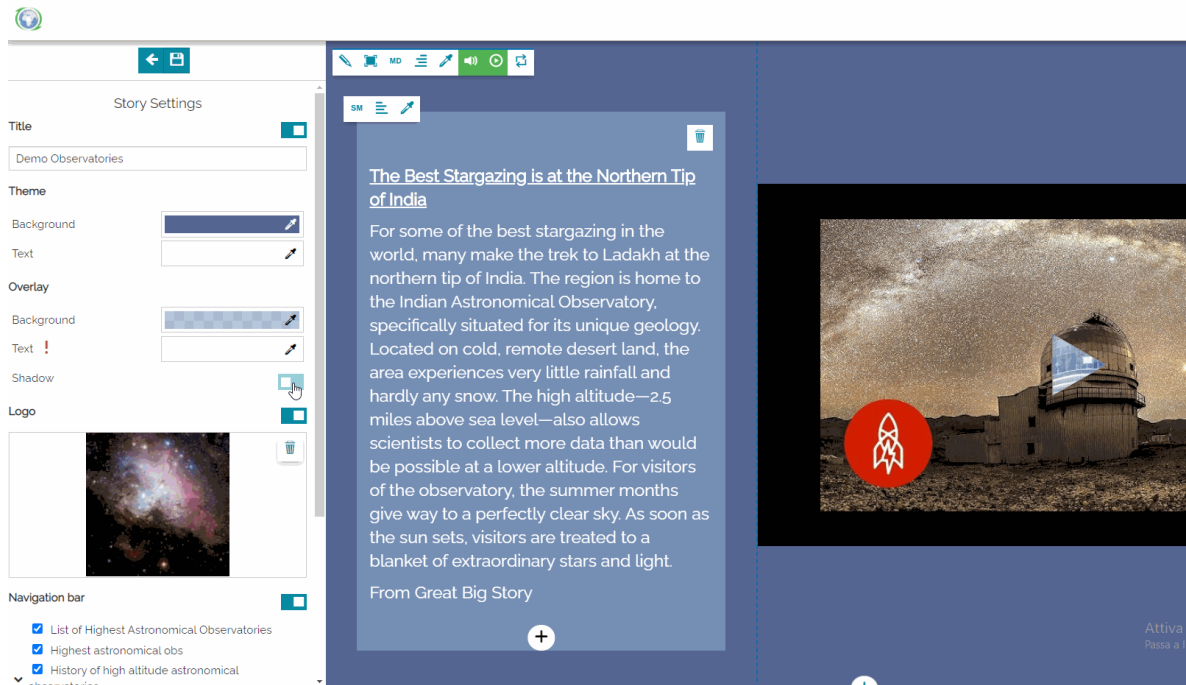 Story Settings
Title
Demo Observatories
Theme
Background
Text
Overlay
Background
Text !
Shadow
Logo
Navigation bar
List of Highest Astronomical Observatories
Highest astronomical obs
History of high altitude astronomical
observatories
MD
SM
The Best Stargazing is at the Northern Tip
of India
For some of the best stargazing in the
world, many make the trek to Ladakh at the
northern tip of India. The region is home to
the Indian Astronomical Observatory,
specifically situated for its unique geology.
Located on cold, remote desert land, the
area experiences very little rainfall and
hardly any snow. The high altitude—2.5
miles above sea level—also allows
scientists to collect more data than would
be possible at a lower altitude. For visitors
of the observatory, the summer months
give way to a perfectly clear sky. As soon as
the sun sets, visitors are treated to a
blanket of extraordinary stars and light.
From Great Big Story
Attiva
Passa a